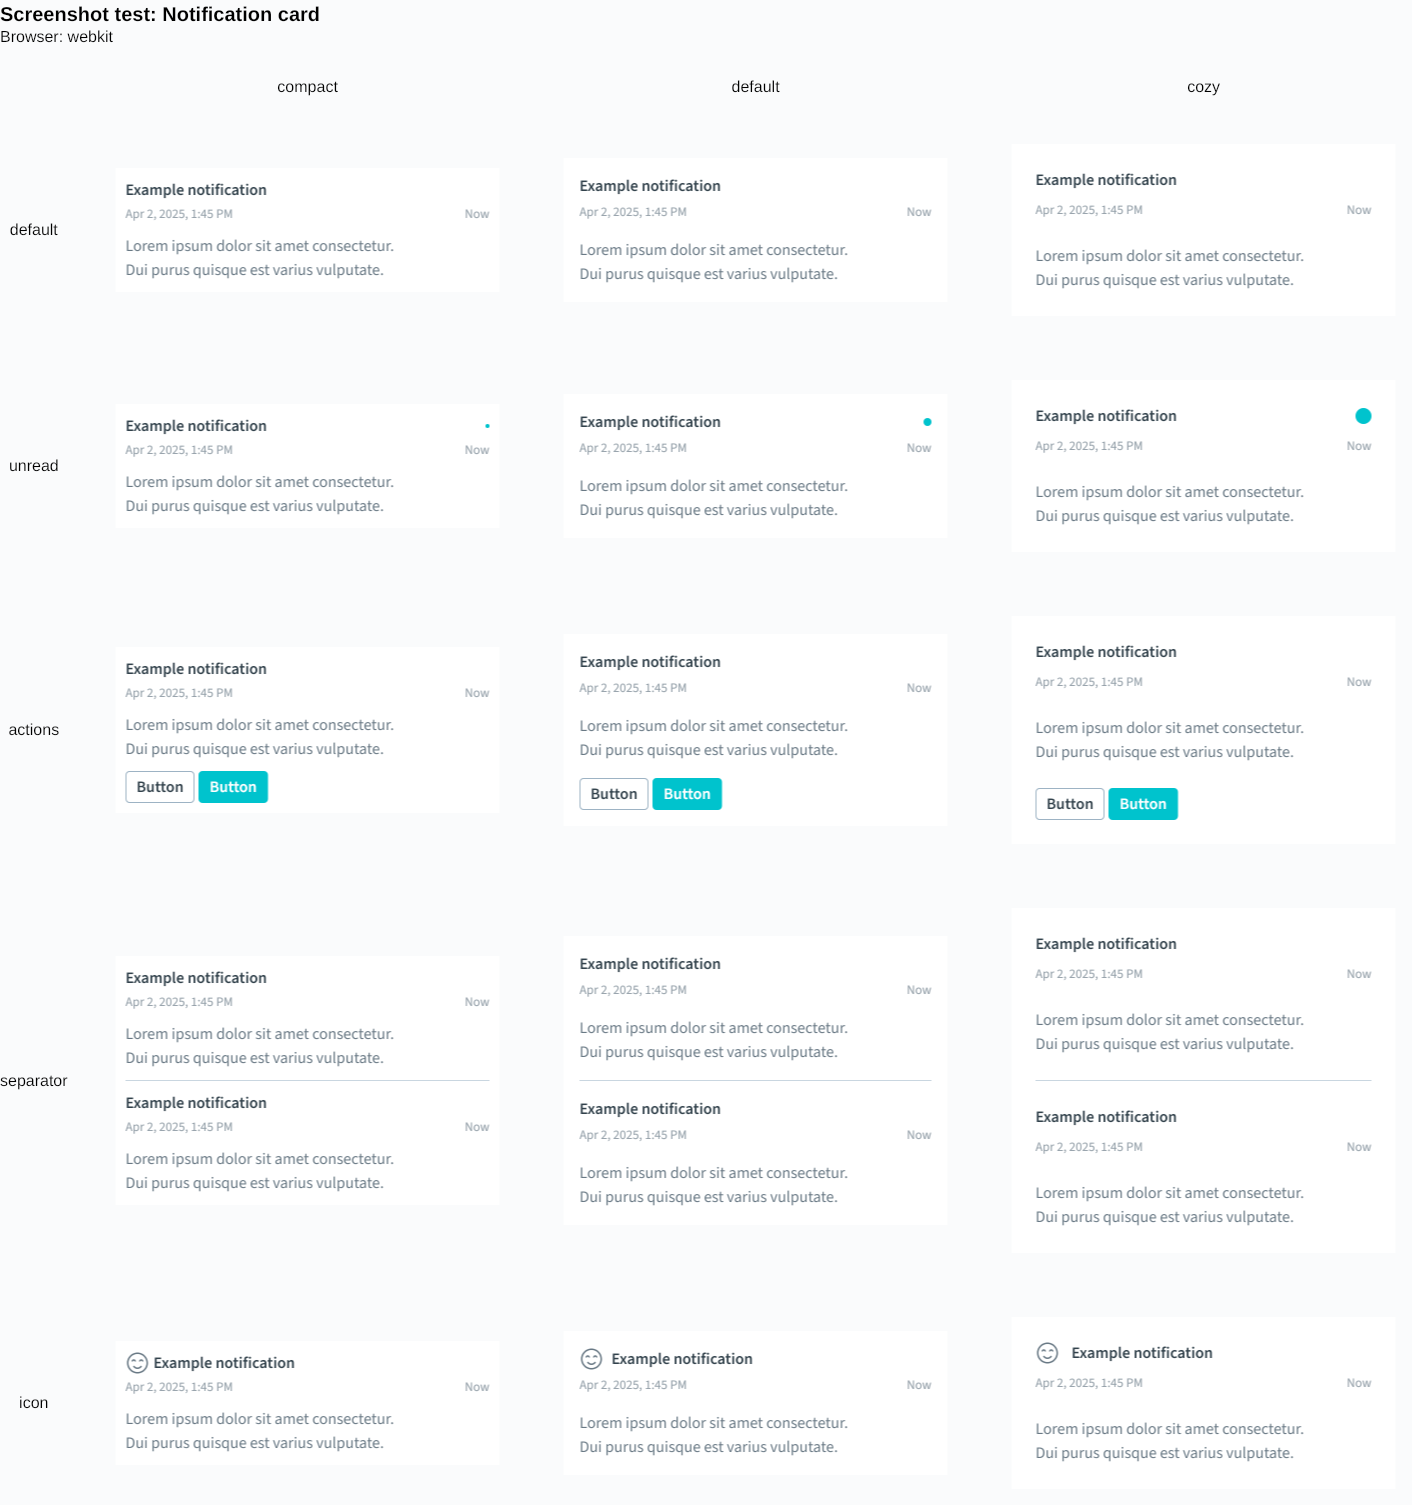 Screenshot test: Notification card
Browser: webkit
compact default cozy
default
Example notification
Apr 2, 2025, 1:45 PM Now
Lorem ipsum dolor sit amet consectetur.
Dui purus quisque est varius vulputate.
Example notification
Apr 2, 2025, 1:45 PM Now
Lorem ipsum dolor sit amet consectetur.
Dui purus quisque est varius vulputate.
Example notification
Apr 2, 2025, 1:45 PM Now
Lorem ipsum dolor sit amet consectetur.
Dui purus quisque est varius vulputate.
unread
Example notification
Apr 2, 2025, 1:45 PM Now
Lorem ipsum dolor sit amet consectetur.
Dui purus quisque est varius vulputate.
Example notification
Apr 2, 2025, 1:45 PM Now
Lorem ipsum dolor sit amet consectetur.
Dui purus quisque est varius vulputate.
Example notification
Apr 2, 2025, 1:45 PM Now
Lorem ipsum dolor sit amet consectetur.
Dui purus quisque est varius vulputate.
actions
Example notification
Apr 2, 2025, 1:45 PM Now
Lorem ipsum dolor sit amet consectetur.
Dui purus quisque est varius vulputate.
Button Button
Example notification
Apr 2, 2025, 1:45 PM Now
Lorem ipsum dolor sit amet consectetur.
Dui purus quisque est varius vulputate.
Button Button
Example notification
Apr 2, 2025, 1:45 PM Now
Lorem ipsum dolor sit amet consectetur.
Dui purus quisque est varius vulputate.
Button Button
separator
Example notification
Apr 2, 2025, 1:45 PM Now
Lorem ipsum dolor sit amet consectetur.
Dui purus quisque est varius vulputate.
Example notification
Apr 2, 2025, 1:45 PM Now
Lorem ipsum dolor sit amet consectetur.
Dui purus quisque est varius vulputate.
Example notification
Apr 2, 2025, 1:45 PM Now
Lorem ipsum dolor sit amet consectetur.
Dui purus quisque est varius vulputate.
Example notification
Apr 2, 2025, 1:45 PM Now
Lorem ipsum dolor sit amet consectetur.
Dui purus quisque est varius vulputate.
Example notification
Apr 2, 2025, 1:45 PM Now
Lorem ipsum dolor sit amet consectetur.
Dui purus quisque est varius vulputate.
Example notification
Apr 2, 2025, 1:45 PM Now
Lorem ipsum dolor sit amet consectetur.
Dui purus quisque est varius vulputate.
icon
Example notification
Apr 2, 2025, 1:45 PM Now
Lorem ipsum dolor sit amet consectetur.
Dui purus quisque est varius vulputate.
Example notification
Apr 2, 2025, 1:45 PM Now
Lorem ipsum dolor sit amet consectetur.
Dui purus quisque est varius vulputate.
Example notification
Apr 2, 2025, 1:45 PM Now
Lorem ipsum dolor sit amet consectetur.
Dui purus quisque est varius vulputate.